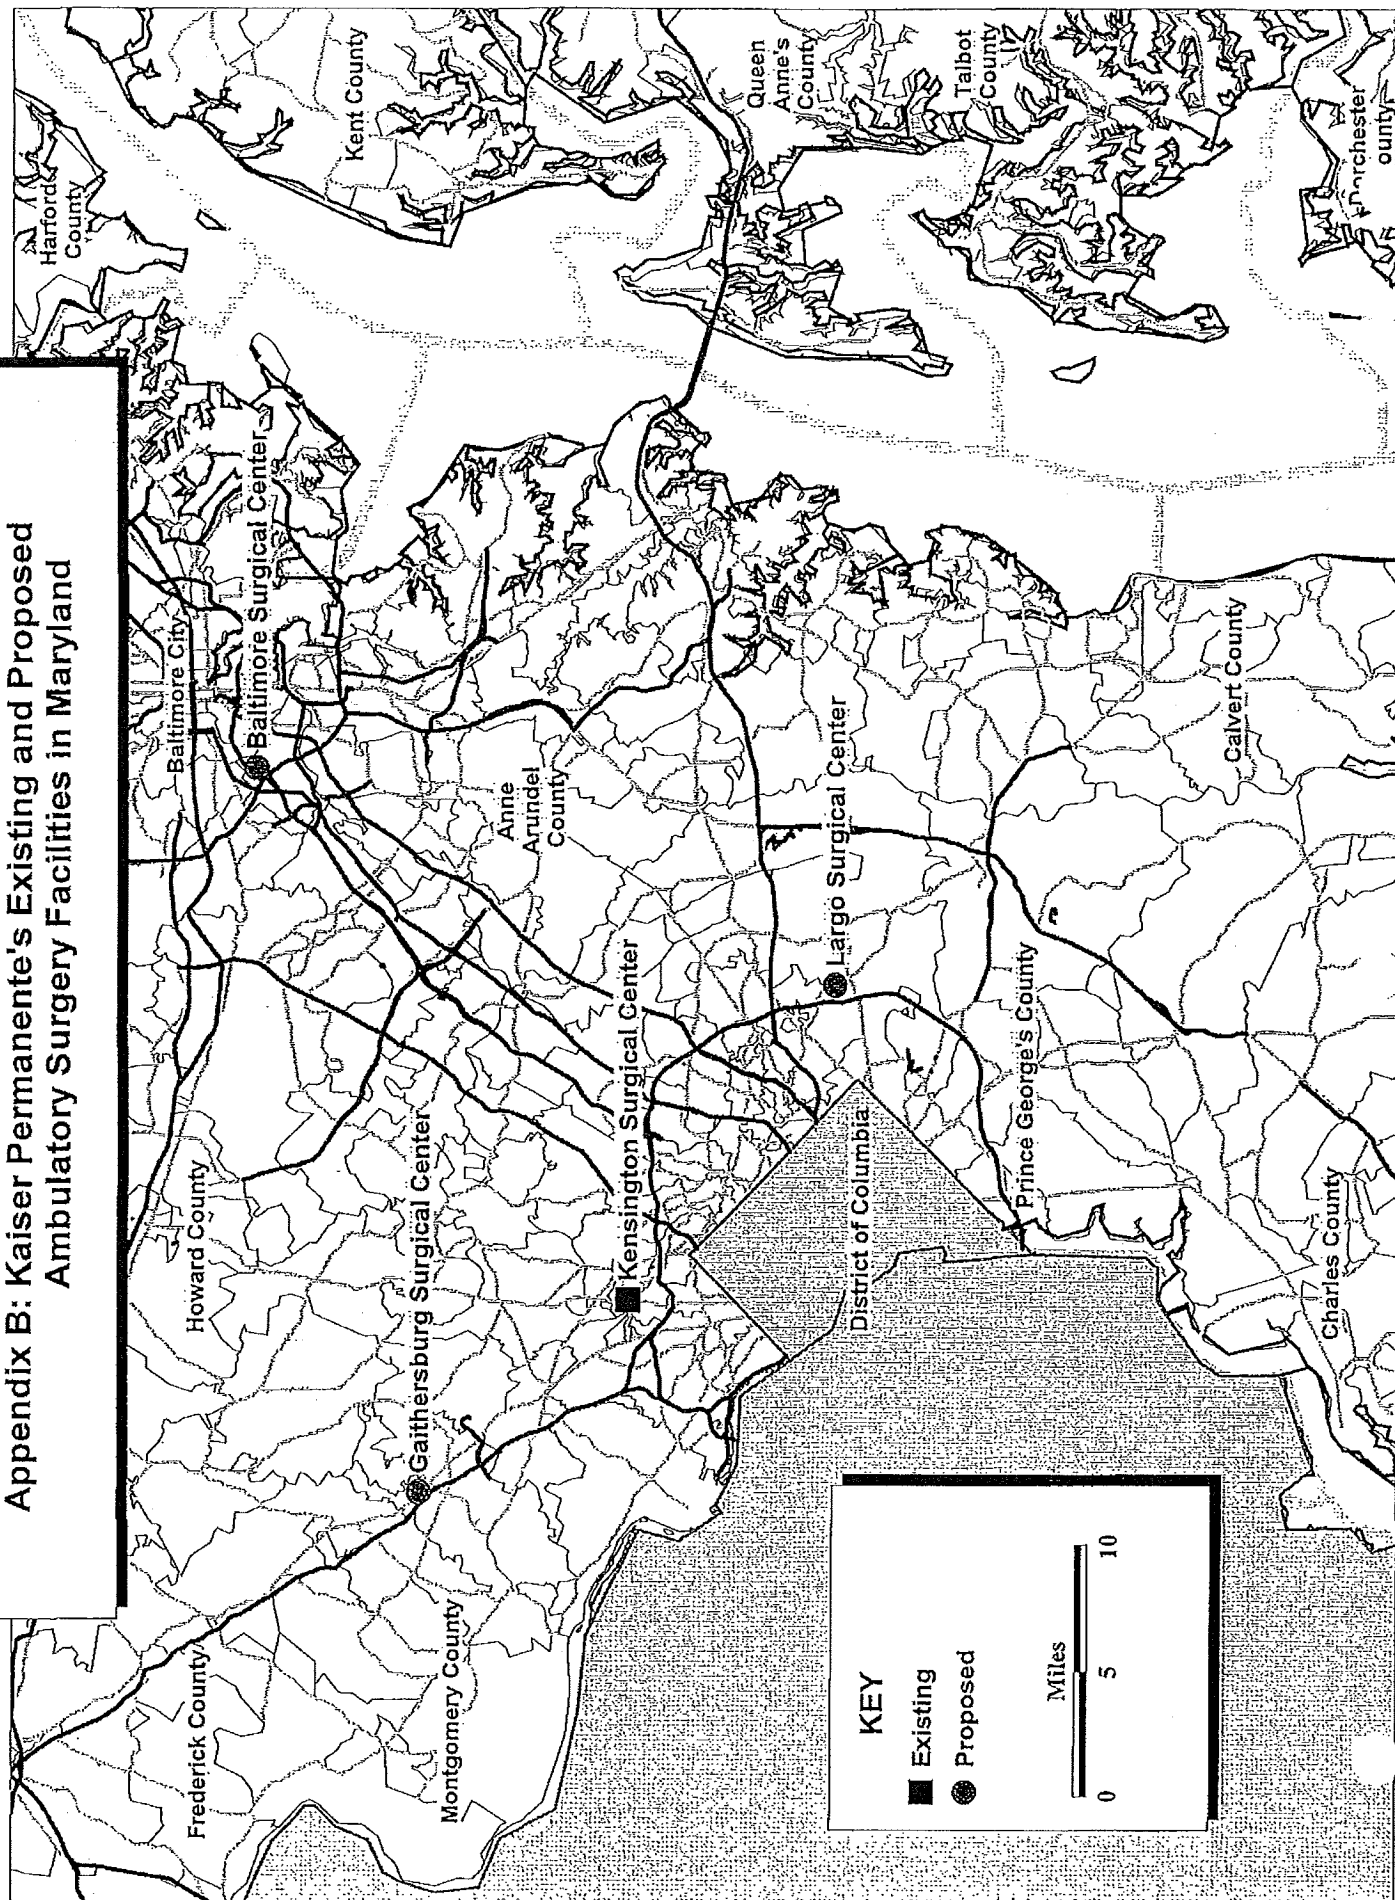 Appendix B: Kaiser Permanente's Existing and Proposed
Ambulatory Surgery Facilities in Maryland
Harford
County
Kent County
Queen
Anne's
County
Talbot
County
Dorchester
ounty
Baltimore City
Baltimore Surgical Center
Anne
Arundel
County
Howard County
Gaithersburg Surgical Center
Kensington Surgical Center
Largo Surgical Center
Calvert County
Prince George's County
District of Columbia
Charles County
Frederick County
Montgomery County
KEY
Existing
Proposed
Miles
0 5 10